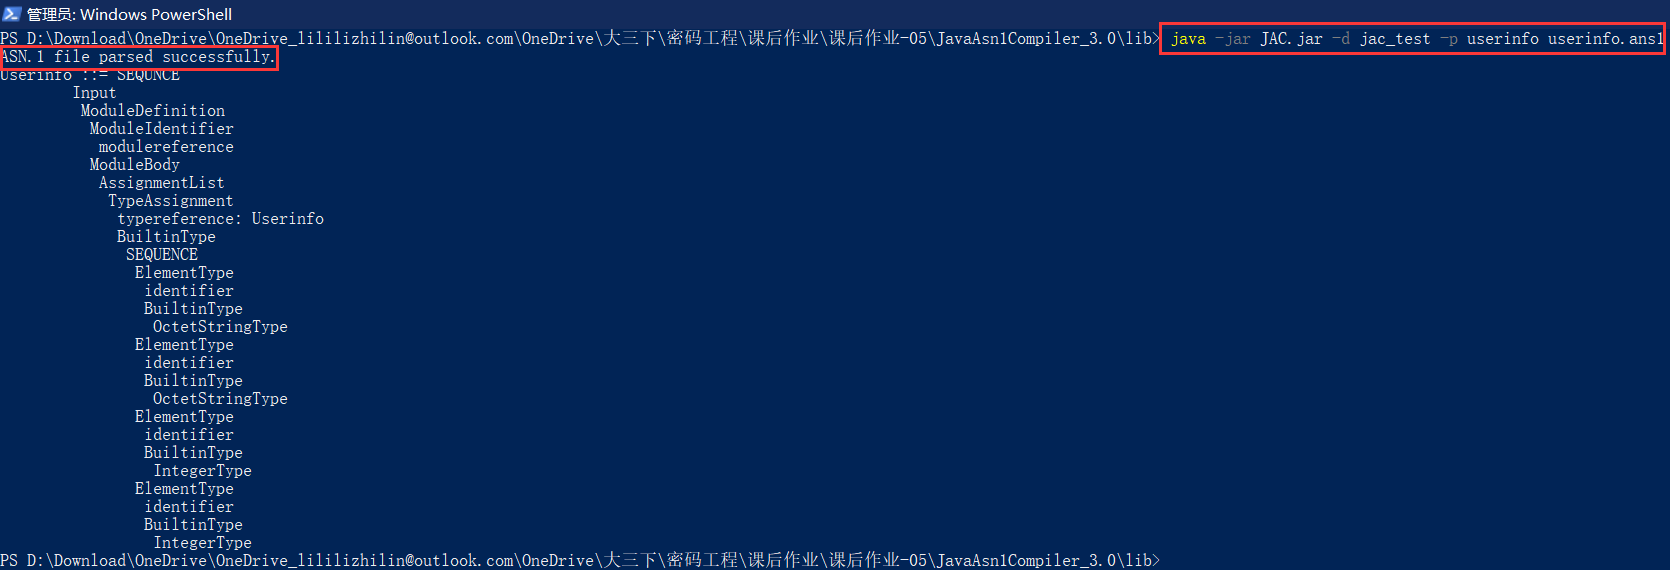 管理员: Windows PowerShell
PS D:\Download\OneDrive\OneDrive_lililizhilin@outlook.com\OneDrive\大三下\密码工程\课后作业\课后作业-05\JavaAsn1Compiler_3.0\lib> java -jar JAC.jar -d jac_test -p userinfo userinfo.ans1
ASN.1 file parsed successfully.
Userinfo ::= SEQUNCE
Input
ModuleDefinition
ModuleIdentifier
modulereference
ModuleBody
AssignmentList
TypeAssignment
typereference: Userinfo
BuiltinType
SEQUENCE
ElementType
identifier
BuiltinType
OctetStringType
ElementType
identifier
BuiltinType
OctetStringType
ElementType
identifier
BuiltinType
IntegerType
ElementType
identifier
BuiltinType
IntegerType
PS D:\Download\OneDrive\OneDrive_lililizhilin@outlook.com\OneDrive\大三下\密码工程\课后作业\课后作业-05\JavaAsn1Compiler_3.0\lib>